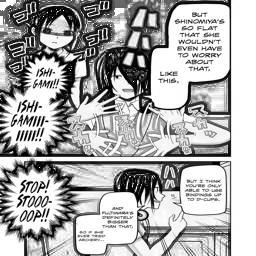 BUT
SHINOMIYA'S
SO FLAT
THAT SHE
WOULDN'T
EVEN HAVE
TO WORRY
ABOUT
THAT.
LIKE
THIS.
ISHI-
GAMI!!
ISHI-
GAMIII
IIIII!!
STOP!
STOOO-
OOP!!
BUT I THINK
YOU'RE ONLY
ABLE TO USE
BINDINGS UP
TO D-CUPS.
AND
FUJIWARA'S
DEFINITELY
BIGGER
THAN THAT,
SO IF SHE
EVER TRIED
ARCHERY...